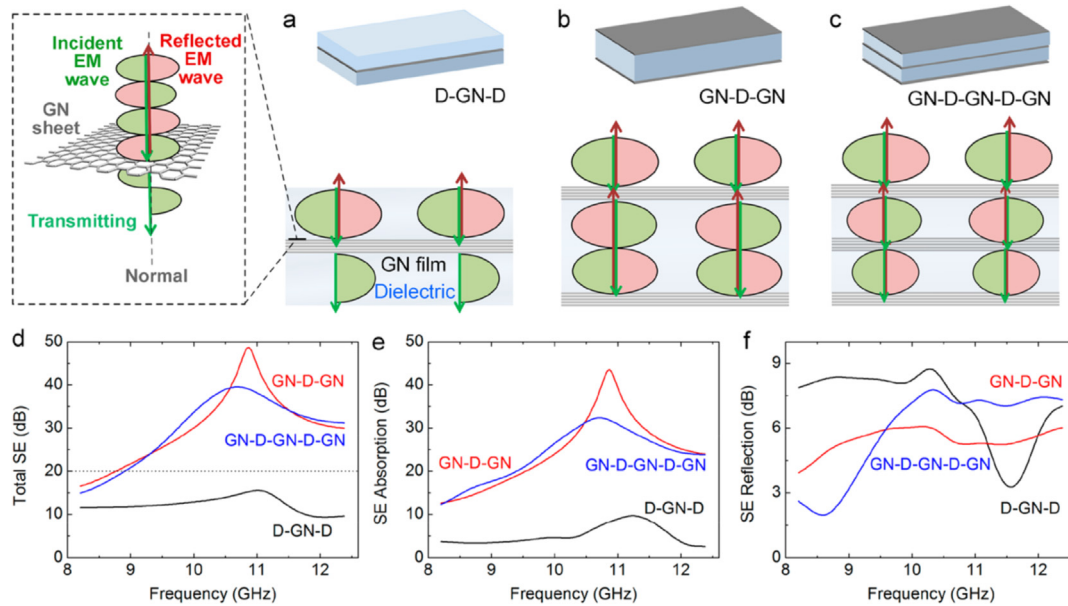 Incident
EM
wave
Reflected
EM
wave
GN
sheet
Transmitting
Normal
a
D-GN-D
GN film
Dielectric
b
GN-D-GN
c
GN-D-GN-D-GN
d
50
40
30
20
10
0
Total SE (dB)
GN-D-GN
GN-D-GN-D-GN
D-GN-D
8 9 10 11 12
Frequency (GHz)
e
50
40
30
20
10
0
SE Absorption (dB)
GN-D-GN
GN-D-GN-D-GN
D-GN-D
8 9 10 11 12
Frequency (GHz)
f
9
6
3
0
SE Reflection (dB)
GN-D-GN
GN-D-GN-D-GN
D-GN-D
8 9 10 11 12
Frequency (GHz)